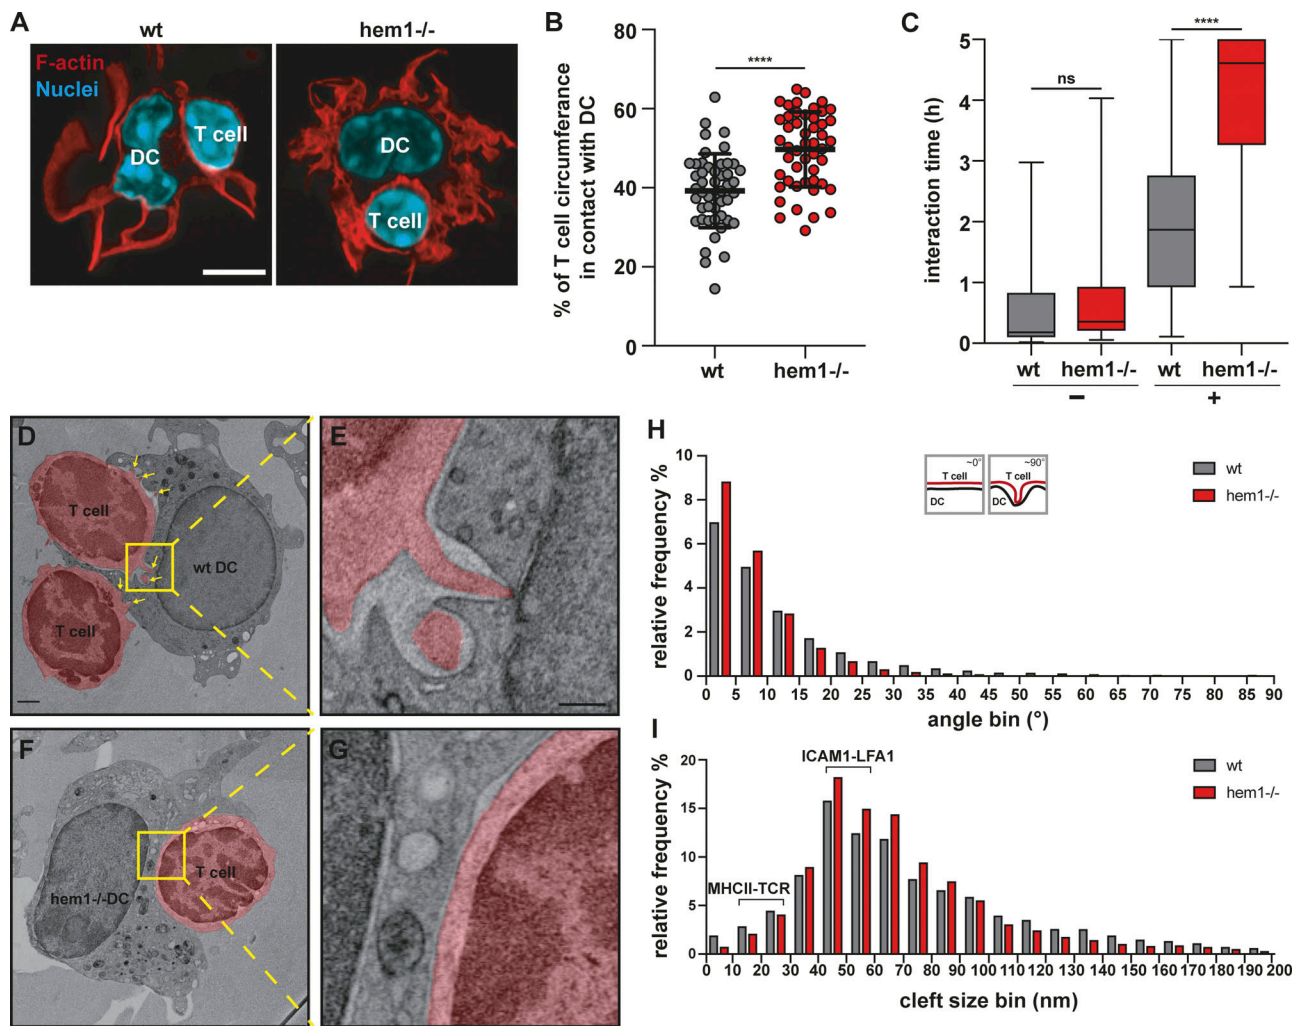 A
wt
hem1-/-
F-actin
Nuclei
DC
T cell
DC
T cell
B
% of T cell circumferance
in contact with DC
80
60
40
20
0
****
wt
hem1-/-
C
interaction time (h)
5
4
3
2
1
0
ns
****
wt
hem1-/-
wt
hem1-/-
−
+
D
T cell
wt DC
T cell
E
F
hem1-/-DC
T cell
G
H
relative frequency %
10
8
6
4
2
0
~0°
T cell
DC
~90°
T cell
DC
wt
hem1-/-
0 5 10 15 20 25 30 35 40 45 50 55 60 65 70 75 80 85 90
angle bin (°)
I
relative frequency %
20
15
10
5
0
MHCII-TCR
ICAM1-LFA1
wt
hem1-/-
0 10 20 30 40 50 60 70 80 90 100 110 120 130 140 150 160 170 180 190 200
cleft size bin (nm)